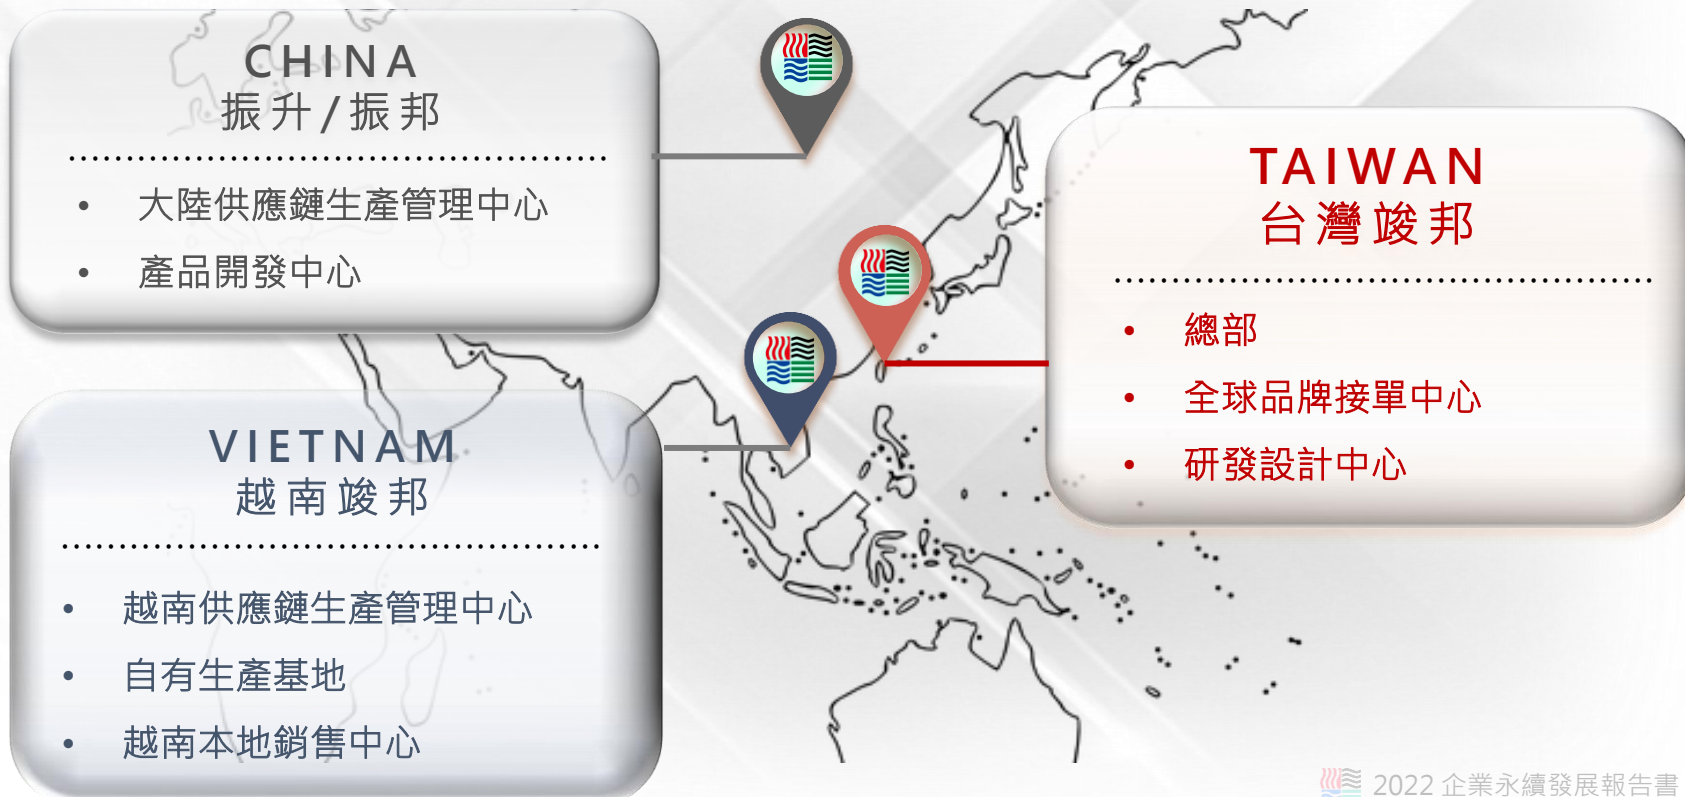 CHINA
振升/振邦
• 大陸供應鏈生產管理中心
• 產品開發中心
TAIWAN
台灣竣邦
• 總部
• 全球品牌接單中心
• 研發設計中心
VIETNAM
越南竣邦
• 越南供應鏈生產管理中心
• 自有生產基地
• 越南本地銷售中心
2022 企業永續發展報告書